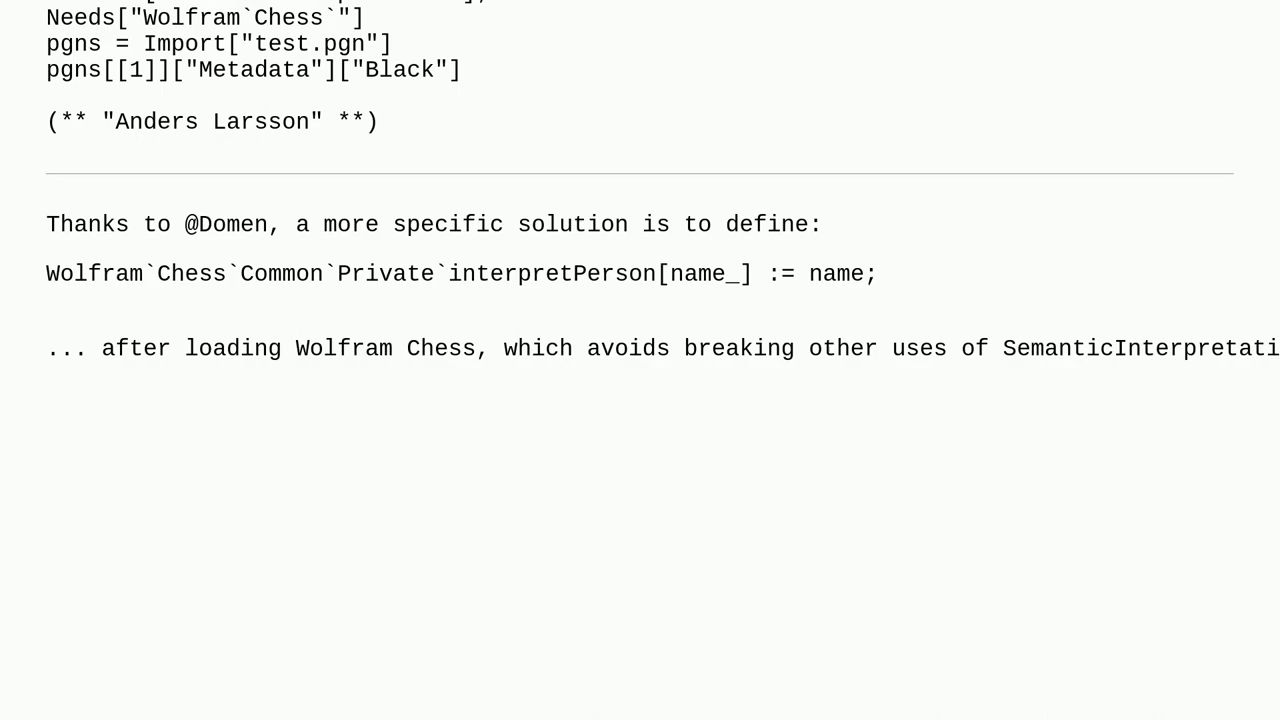 Needs["Wolfram`Chess`"]
pgns = Import["test.pgn"]
pgns[[1]]["Metadata"]["Black"]
(** "Anders Larsson" **)
Thanks to @Domen, a more specific solution is to define:
Wolfram`Chess`Common`Private`interpretPerson[name_] := name;
... after loading Wolfram Chess, which avoids breaking other uses of SemanticInterpretati